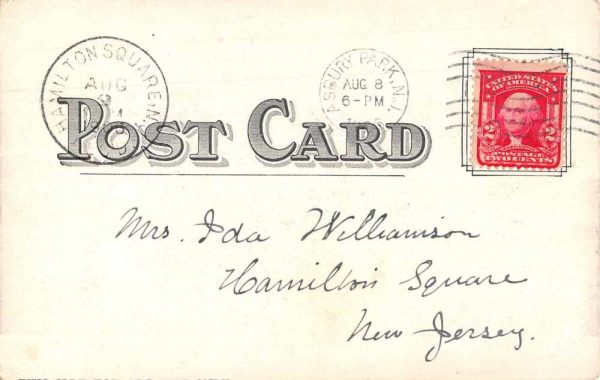 HAMILTON SQUARE, N.J.
AUG
9
ASBURY PARK, N.J.
AUG 8
6-PM
UNITED STATES
OF AMERICA
2 2
POSTAGE
TWO CENTS
POST CARD
Mrs. Ida Williamson
Hamilton Square
New Jersey.